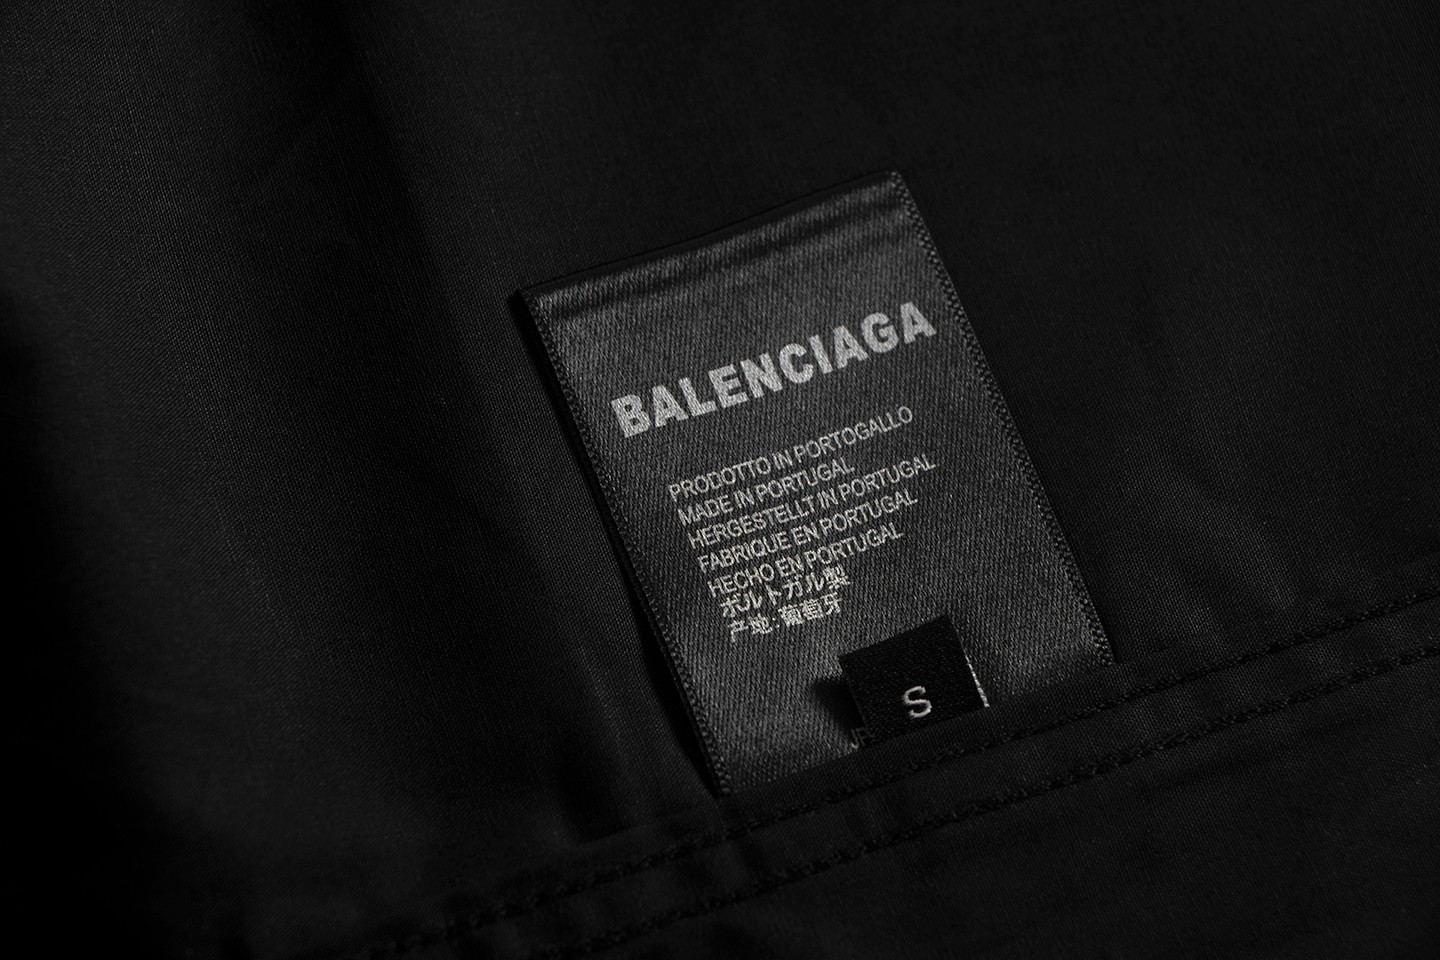 BALENCIAGA
PRODOTTO IN PORTOGALLO
MADE IN PORTUGAL
HERGESTELLT IN PORTUGAL
FABRIQUE EN PORTUGAL
HECHO EN PORTUGAL
ポルトガル製
产地：葡萄牙
S